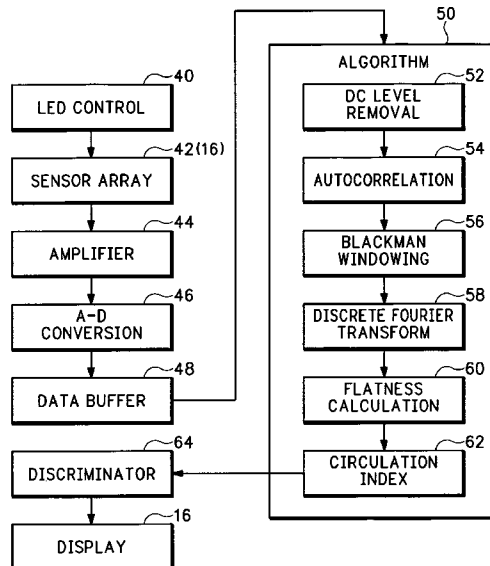 40
LED CONTROL
42(16)
SENSOR ARRAY
44
AMPLIFIER
46
A-D
CONVERSION
48
DATA BUFFER
64
DISCRIMINATOR
16
DISPLAY
50
ALGORITHM
52
DC LEVEL
REMOVAL
54
AUTOCORRELATION
56
BLACKMAN
WINDOWING
58
DISCRETE FOURIER
TRANSFORM
60
FLATNESS
CALCULATION
62
CIRCULATION
INDEX